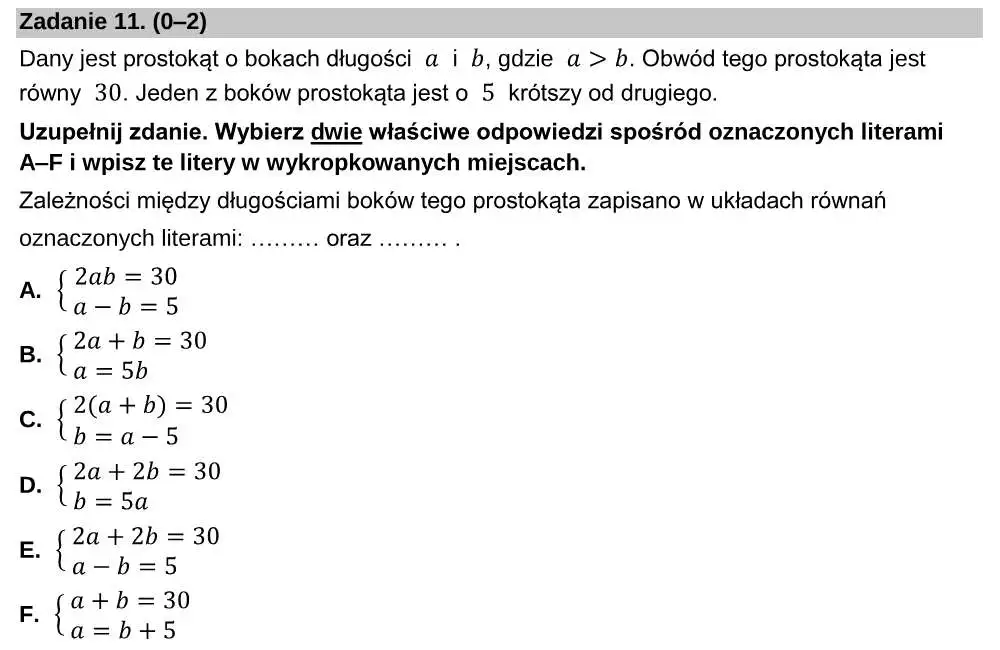 Zadanie 11. (0–2)
Dany jest prostokąt o bokach długości a i b, gdzie a > b. Obwód tego prostokąta jest
równy 30. Jeden z boków prostokąta jest o 5 krótszy od drugiego.
Uzupełnij zdanie. Wybierz dwie właściwe odpowiedzi spośród oznaczonych literami
A–F i wpisz te litery w wykropkowanych miejscach.
Zależności między długościami boków tego prostokąta zapisano w układach równań
oznaczonych literami: ......... oraz ......... .
A. { 2ab = 30
a − b = 5
B. { 2a + b = 30
a = 5b
C. { 2(a + b) = 30
b = a − 5
D. { 2a + 2b = 30
b = 5a
E. { 2a + 2b = 30
a − b = 5
F. { a + b = 30
a = b + 5